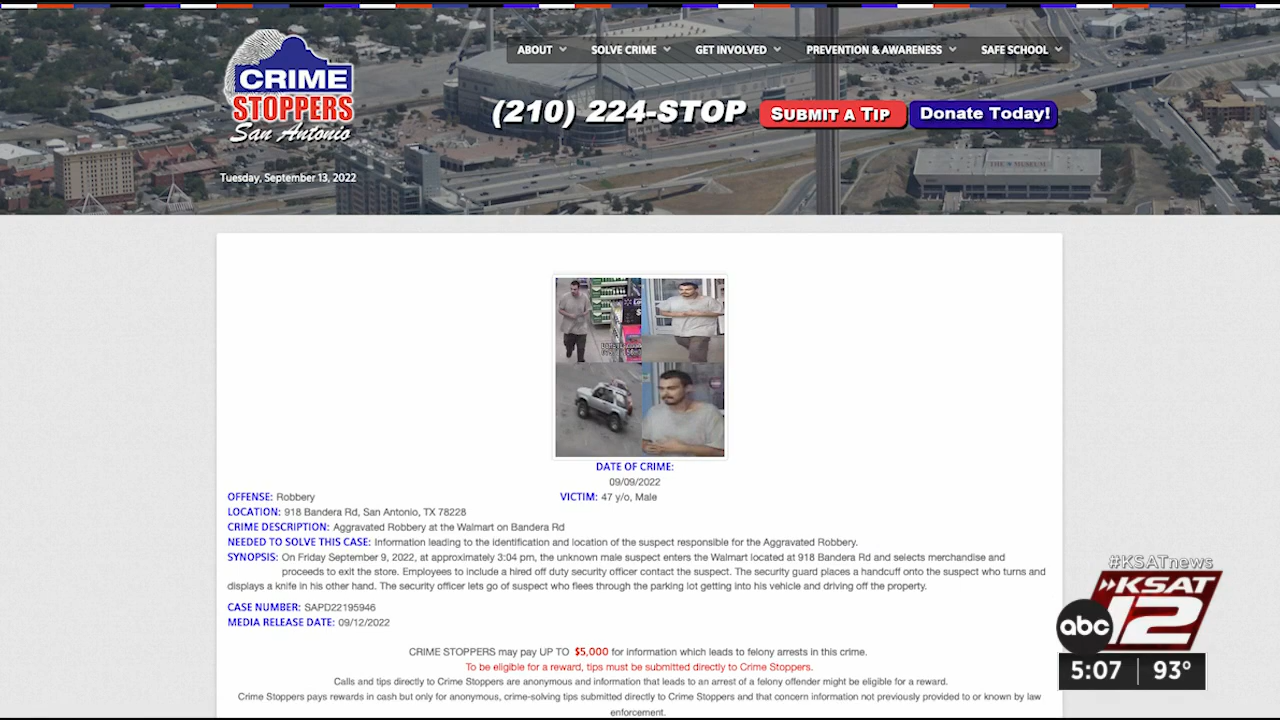 CRIME
STOPPERS
San Antonio
Tuesday, September 13, 2022
ABOUT SOLVE CRIME GET INVOLVED PREVENTION & AWARENESS SAFE SCHOOL
(210) 224-STOP SUBMIT A TIP Donate Today!
DATE OF CRIME:
09/09/2022
OFFENSE: Robbery VICTIM: 47 y/o, Male
LOCATION: 918 Bandera Rd, San Antonio, TX 78228
CRIME DESCRIPTION: Aggravated Robbery at the Walmart on Bandera Rd
NEEDED TO SOLVE THIS CASE: Information leading to the identification and location of the suspect responsible for the Aggravated Robbery.
SYNOPSIS: On Friday September 9, 2022, at approximately 3:04 pm, the unknown male suspect enters the Walmart located at 918 Bandera Rd and selects merchandise and
proceeds to exit the store. Employees to include a hired off duty security officer contact the suspect. The security guard places a handcuff onto the suspect who turns and
displays a knife in his other hand. The security officer lets go of suspect who flees through the parking lot getting into his vehicle and driving off the property.
CASE NUMBER: SAPD22195946
MEDIA RELEASE DATE: 09/12/2022
CRIME STOPPERS may pay UP TO $5,000 for information which leads to felony arrests in this crime.
To be eligible for a reward, tips must be submitted directly to Crime Stoppers.
Calls and tips directly to Crime Stoppers are anonymous and information that leads to an arrest of a felony offender might be eligible for a reward.
Crime Stoppers pays rewards in cash but only for anonymous, crime-solving tips submitted directly to Crime Stoppers and that concern information not previously provided to or known by law
enforcement.
#KSATnews
KSAT
abc 12
5:07 93°